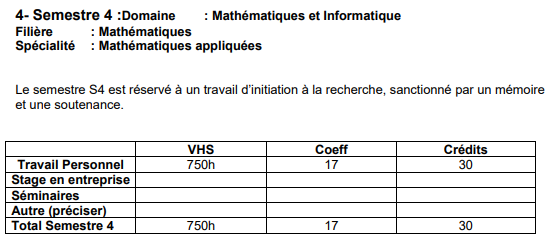 4- Semestre 4 :Domaine : Mathématiques et Informatique
Filière : Mathématiques
Spécialité : Mathématiques appliquées
Le semestre S4 est réservé à un travail d'initiation à la recherche, sanctionné par un mémoire
et une soutenance.
VHS Coeff Crédits
Travail Personnel 750h 17 30
Stage en entreprise
Séminaires
Autre (préciser)
Total Semestre 4 750h 17 30